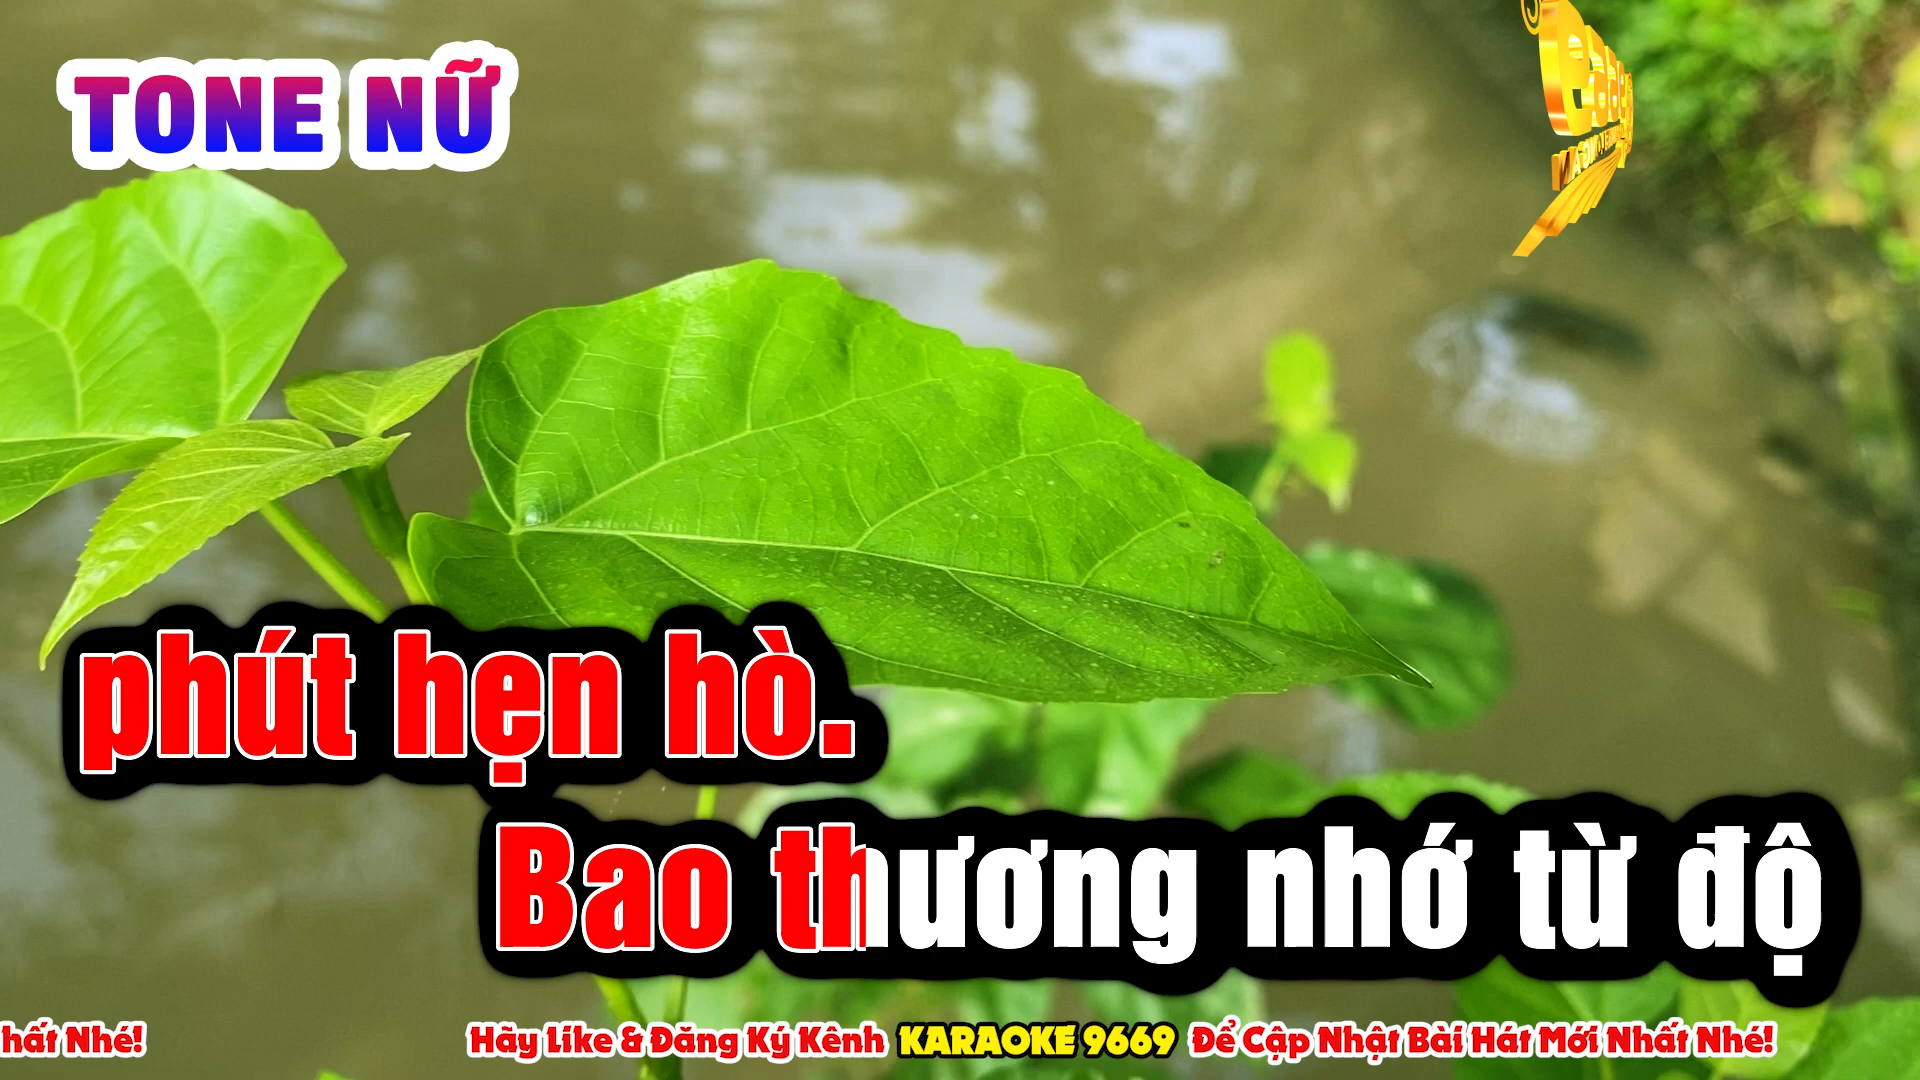 TONE NỮ
phút hẹn hò.
Bao thương nhớ từ độ
hất Nhé! Hãy Like & Đăng Ký Kênh KARAOKE 9669 Để Cập Nhật Bài Hát Mới Nhất Nhé!